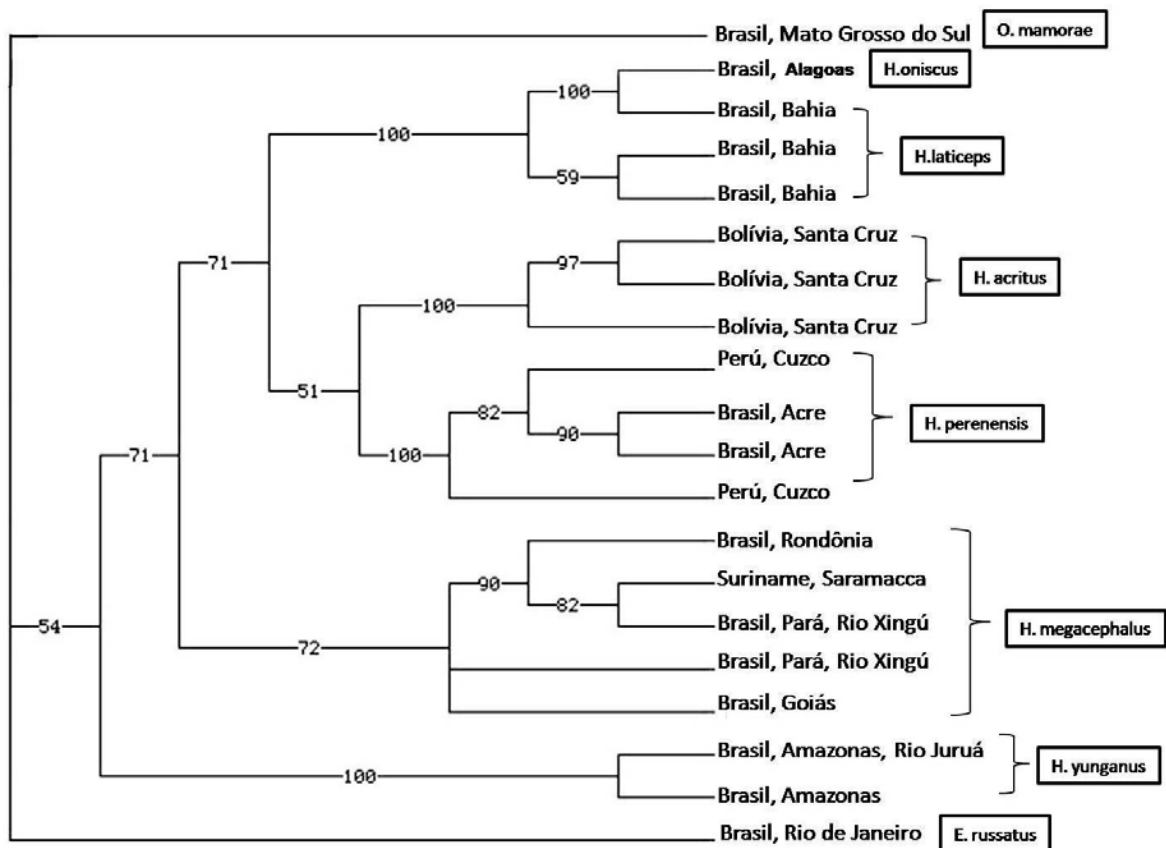 Brasil, Mato Grosso do Sul O. mamorae
Brasil, Alagoas H.oniscus
100
Brasil, Bahia
100
Brasil, Bahia
H.laticeps
59
Brasil, Bahia
Bolívia, Santa Cruz
71
97
Bolívia, Santa Cruz
H. acritus
100
Bolívia, Santa Cruz
Perú, Cuzco
51
82
Brasil, Acre
H. perenensis
90
71
100
Brasil, Acre
Perú, Cuzco
Brasil, Rondônia
90
Suriname, Saramacca
82
Brasil, Pará, Rio Xingú
H. megacephalus
54
72
Brasil, Pará, Rio Xingú
Brasil, Goiás
Brasil, Amazonas, Rio Juruá
100
H. yunganus
Brasil, Amazonas
Brasil, Rio de Janeiro E. russatus